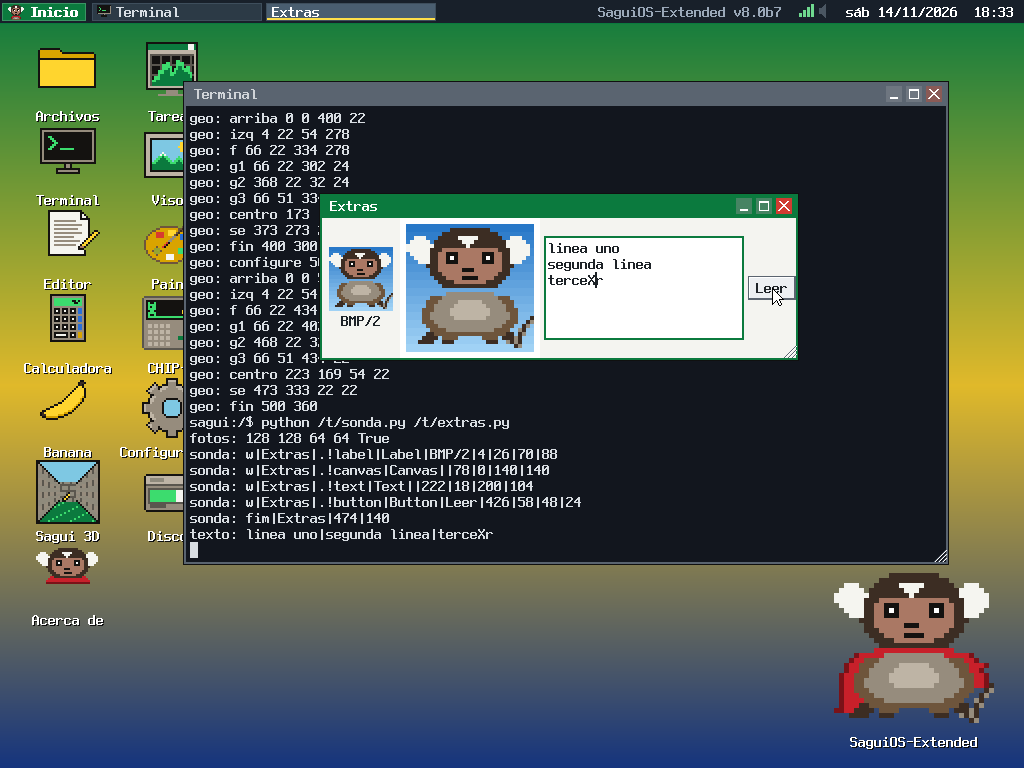 Inicio Terminal Extras SaguiOS-Extended v8.0b7 sáb 14/11/2026 18:33
Archivos
Terminal
Editor
Calculadora
Banana
Sagui 3D
Acerca de
Terminal
geo: arriba 0 0 400 22
geo: izq 4 22 54 278
geo: f 66 22 334 278
geo: g1 66 22 302 24
geo: g2 368 22 32 24
geo: g3 66 51
geo: centro 173
geo: se 373 273
geo: fin 400 300
geo: configure
geo: arriba 0 0
geo: izq 4 22 54
geo: f 66 22 434
geo: g1 66 22
geo: g2 468 22
geo: g3 66 51
geo: centro 223 169 54 22
geo: se 473 333 22 22
geo: fin 500 360
sagui:/$ python /t/sonda.py /t/extras.py
fotos: 128 128 64 64 True
sonda: w|Extras|.!label|Label|BMP/2|4|26|70|88
sonda: w|Extras|.!canvas|Canvas||78|0|140|140
sonda: w|Extras|.!text|Text||222|18|200|104
sonda: w|Extras|.!button|Button|Leer|426|58|48|24
sonda: fim|Extras|474|140
texto: linea uno|segunda linea|terceXr
Extras
BMP/2
linea uno
segunda linea
terceXr
Leer
SaguiOS-Extended